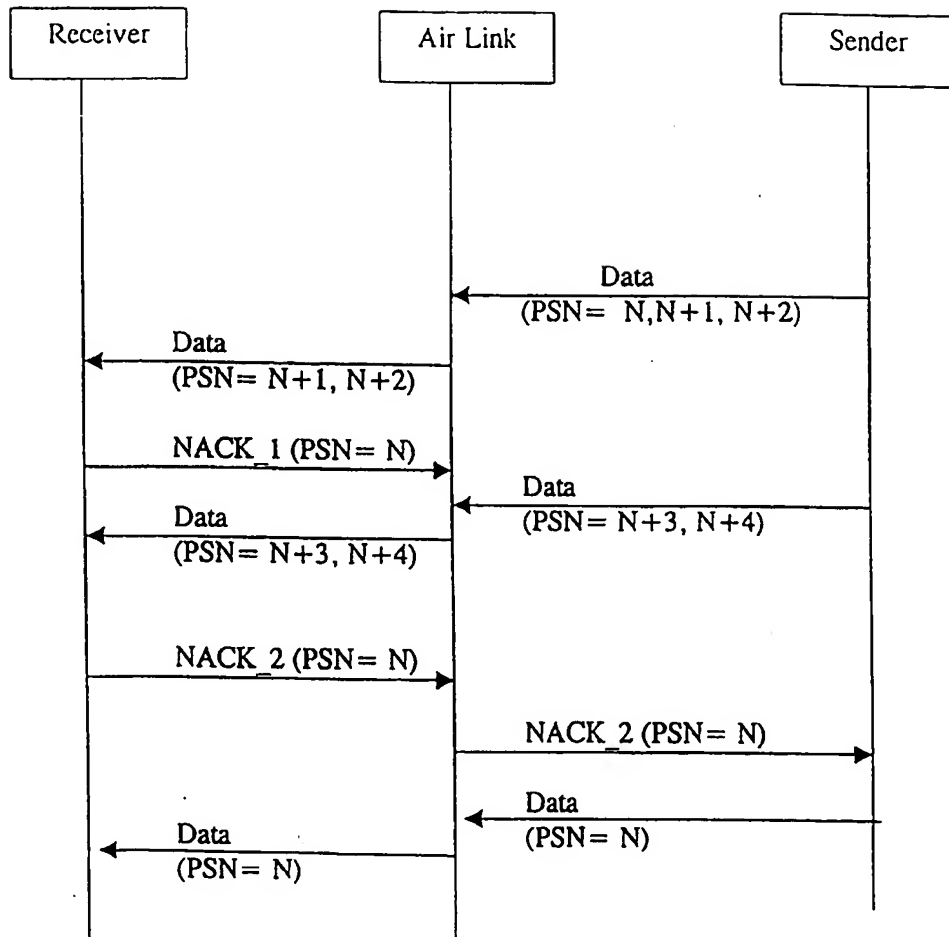 Receiver
Air Link
Sender
Data
(PSN= N,N+1, N+2)
Data
(PSN= N+1, N+2)
NACK_1 (PSN= N)
Data
(PSN= N+3, N+4)
Data
(PSN= N+3, N+4)
NACK_2 (PSN= N)
NACK_2 (PSN= N)
Data
(PSN= N)
Data
(PSN= N)